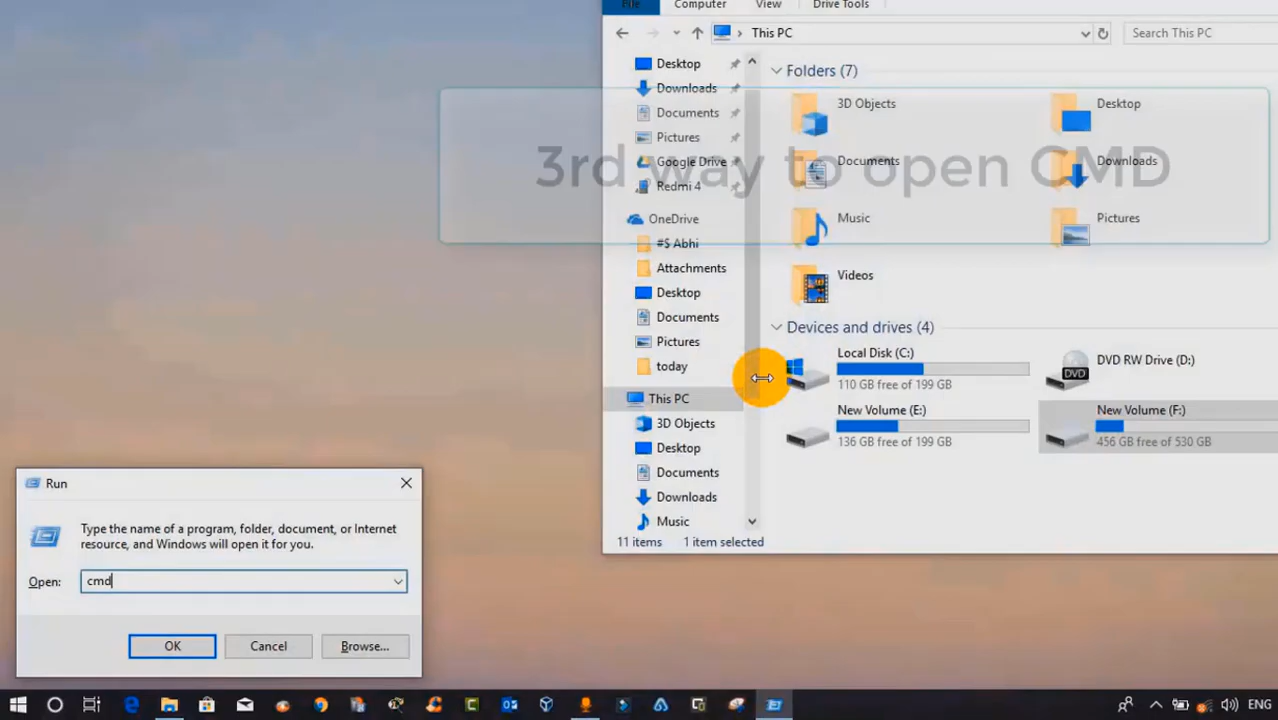 File
Computer
View
Drive Tools
This PC
Search This PC
Desktop
Downloads
Documents
Pictures
Google Drive
Redmi 4
OneDrive
#$ Abhi
Attachments
Desktop
Documents
Pictures
today
This PC
3D Objects
Desktop
Documents
Downloads
Music
Folders (7)
3D Objects
Desktop
3rd way to open CMD
Documents
Downloads
Music
Pictures
Videos
Devices and drives (4)
Local Disk (C:)
110 GB free of 199 GB
DVD RW Drive (D:)
DVD
New Volume (E:)
136 GB free of 199 GB
New Volume (F:)
456 GB free of 530 GB
11 items
1 item selected
Run
Type the name of a program, folder, document, or Internet
resource, and Windows will open it for you.
Open:
cmd
OK
Cancel
Browse...
ENG